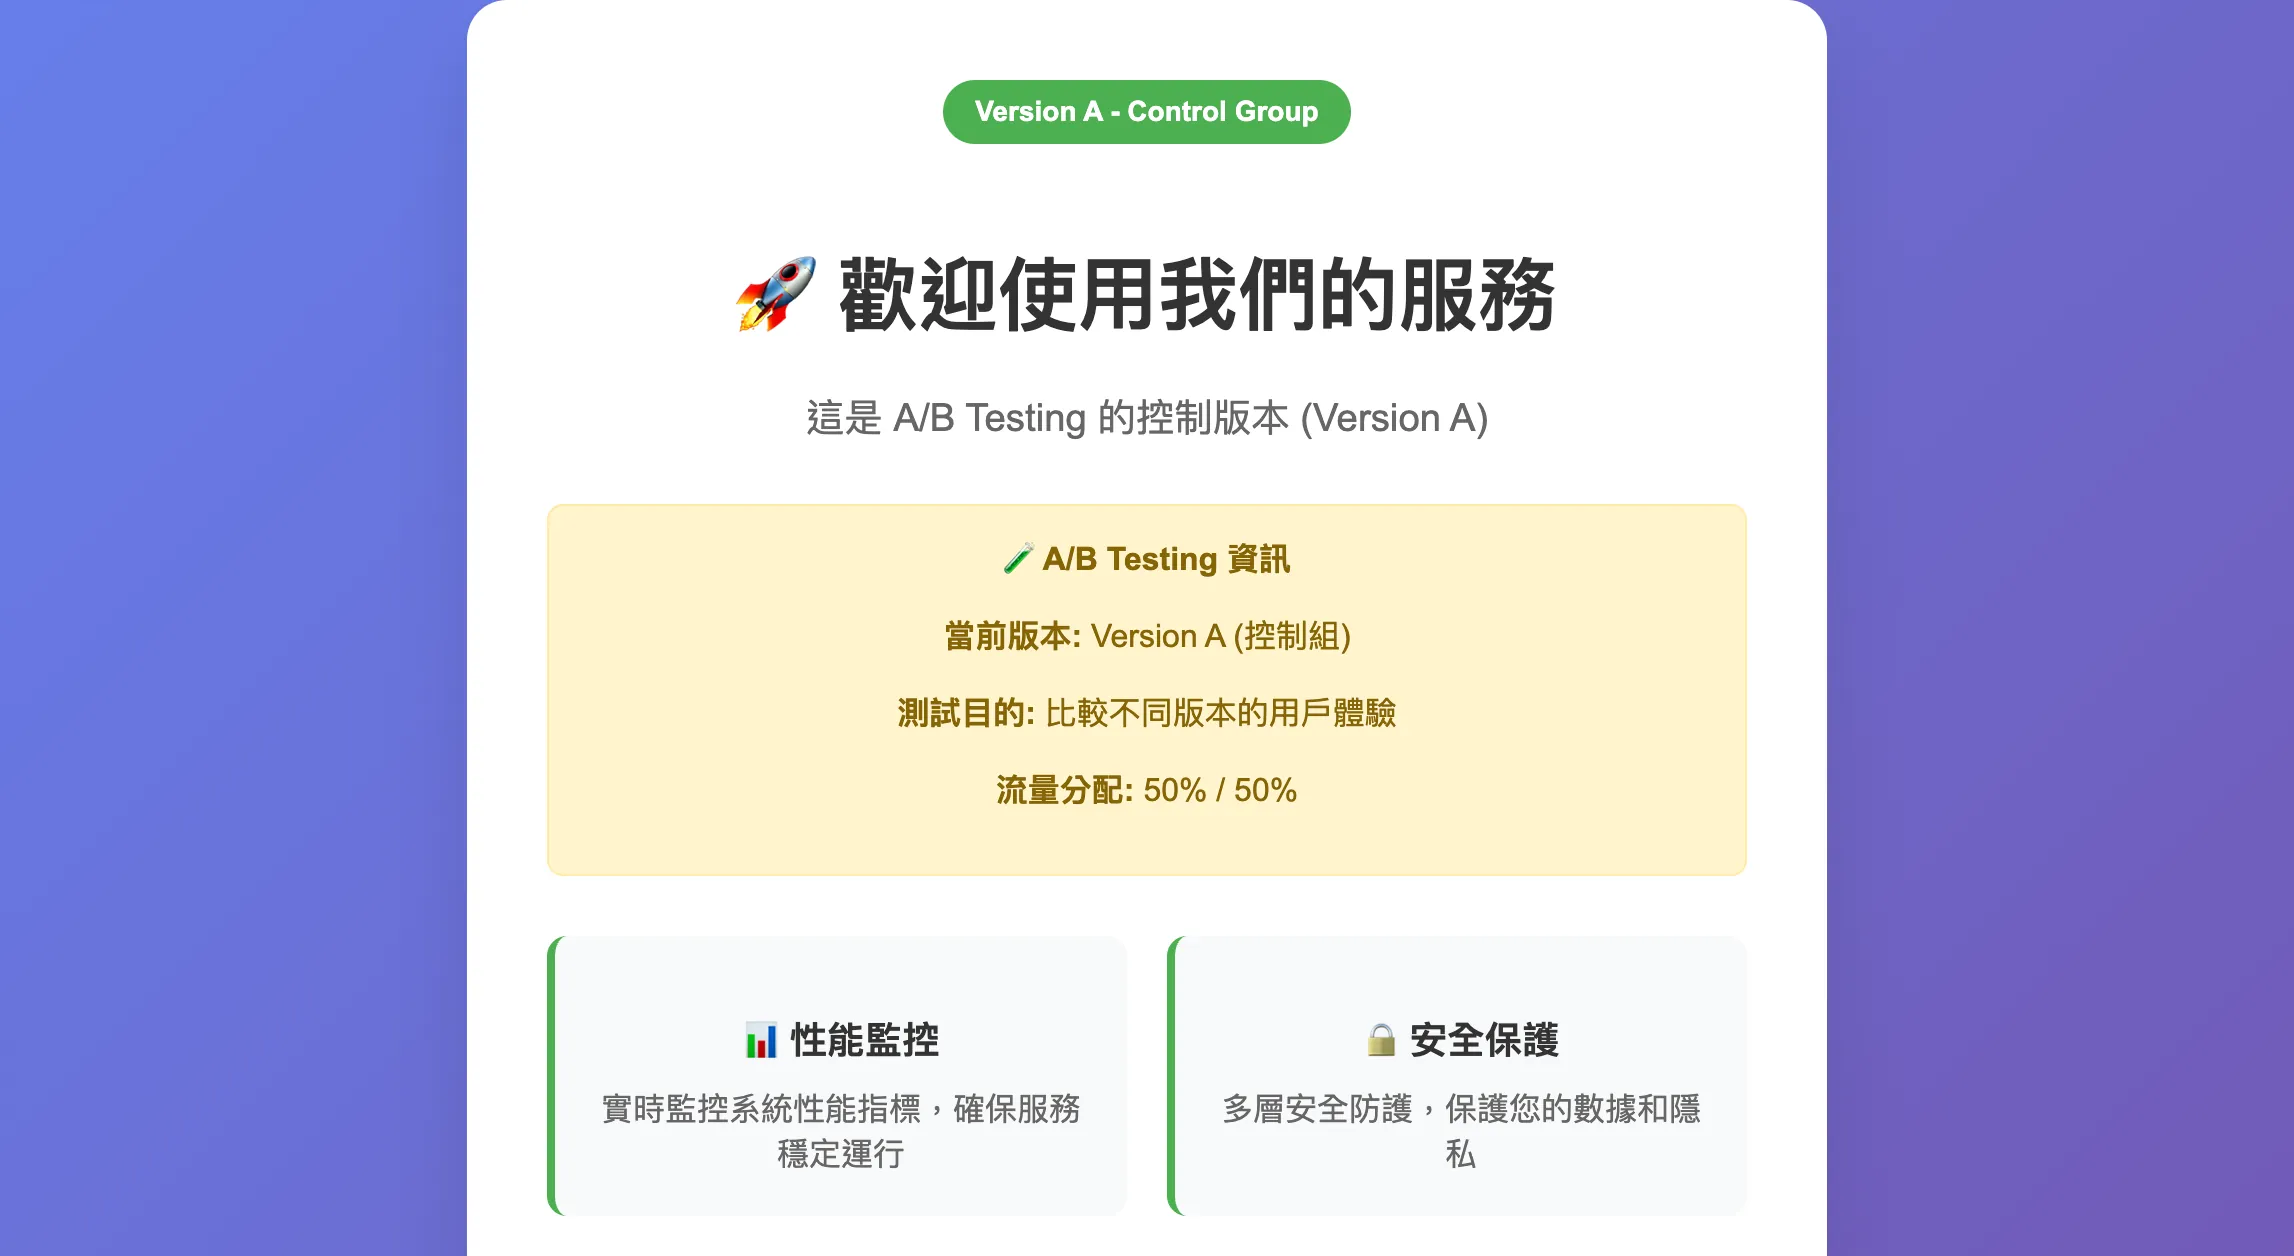 Version A - Control Group
🚀 歡迎使用我們的服務
這是 A/B Testing 的控制版本 (Version A)
🧪 A/B Testing 資訊
當前版本: Version A (控制組)
測試目的: 比較不同版本的用戶體驗
流量分配: 50% / 50%
📊 性能監控
實時監控系統性能指標，確保服務
穩定運行
🔒 安全保護
多層安全防護，保護您的數據和隱
私